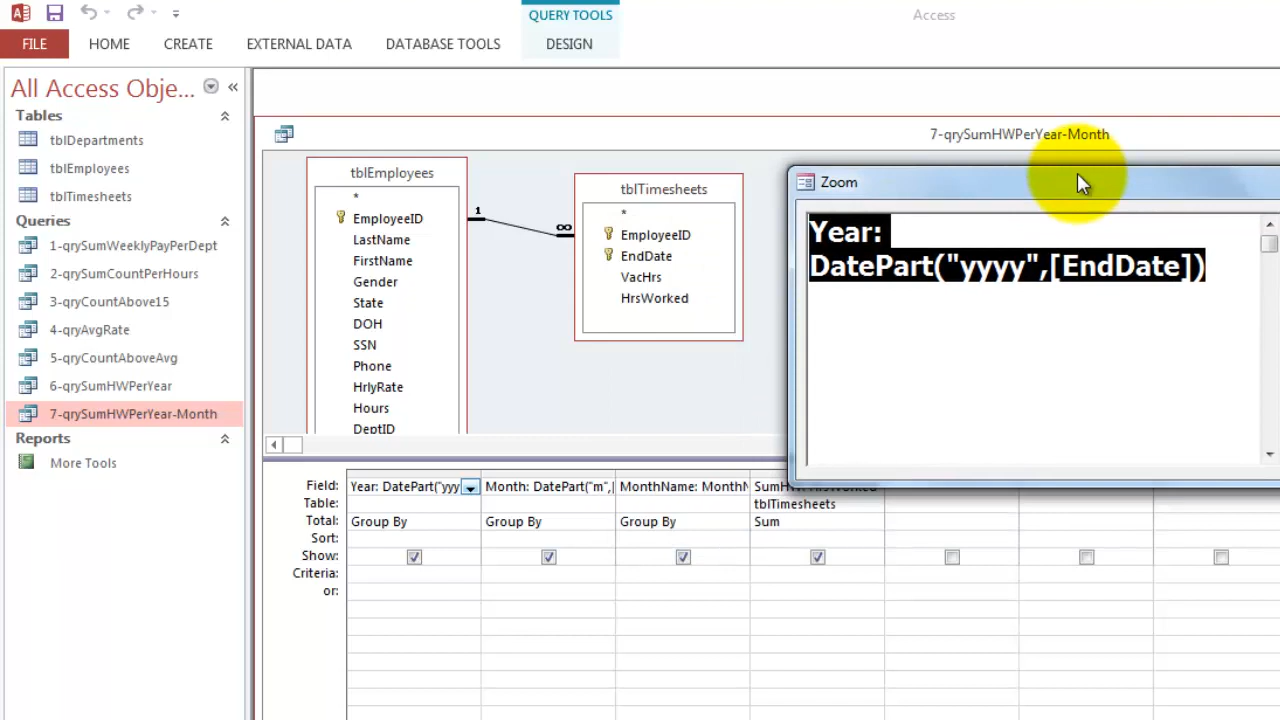 QUERY TOOLS
Access
FILE
HOME
CREATE
EXTERNAL DATA
DATABASE TOOLS
DESIGN
All Access Obje... «
Tables
tblDepartments
tblEmployees
tblTimesheets
Queries
1-qrySumWeeklyPayPerDept
2-qrySumCountPerHours
3-qryCountAbove15
4-qryAvgRate
5-qryCountAboveAvg
6-qrySumHWPerYear
7-qrySumHWPerYear-Month
Reports
More Tools
7-qrySumHWPerYear-Month
tblEmployees
*
EmployeeID
LastName
FirstName
Gender
State
DOH
SSN
Phone
HrlyRate
Hours
DeptID
1
∞
tblTimesheets
*
EmployeeID
EndDate
VacHrs
HrsWorked
Zoom
Year:
DatePart("yyyy",[EndDate])
Field: Year: DatePart("yyy Month: DatePart("m",[ MonthName: MonthN SumHW: HrsWorked
Table: tblTimesheets
Total: Group By Group By Group By Sum
Sort:
Show:
Criteria:
or: